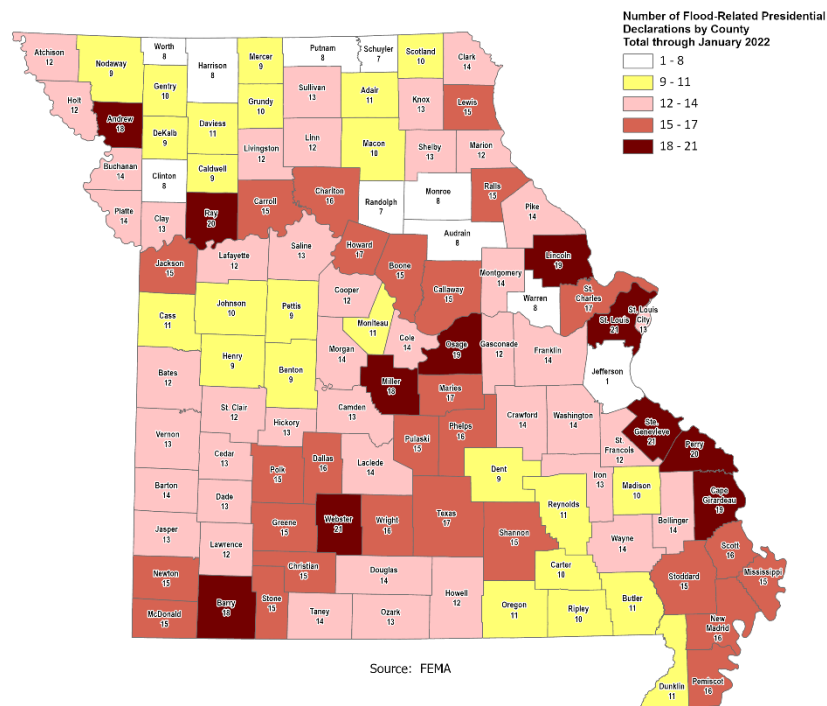 Number of Flood-Related Presidential
Declarations by County
Total through January 2022
1 - 8
9 - 11
12 - 14
15 - 17
18 - 21
Atchison
12
Nodaway
9
Worth
8
Harrison
8
Mercer
9
Putnam
8
Schuyler
7
Scotland
10
Clark
14
Holt
12
Andrew
18
Gentry
10
Grundy
10
Sullivan
13
Adair
11
Knox
13
Lewis
15
DeKalb
9
Daviess
11
Livingston
12
Linn
12
Macon
10
Shelby
13
Marion
12
Buchanan
14
Clinton
8
Caldwell
9
Platte
14
Clay
13
Ray
20
Carroll
15
Chariton
16
Randolph
7
Monroe
8
Ralls
15
Pike
14
Audrain
8
Jackson
15
Lafayette
12
Saline
13
Howard
17
Boone
15
Callaway
15
Montgomery
14
Lincoln
19
Warren
8
St.
Charles
17
St. Louis
21
St. Louis
City
13
Cass
11
Johnson
10
Pettis
9
Cooper
12
Moniteau
11
Cole
14
Osage
19
Gasconade
12
Franklin
14
Jefferson
1
Bates
12
Henry
9
Benton
9
Morgan
14
Miller
18
Maries
15
St. Clair
12
Hickory
13
Camden
13
Pulaski
15
Phelps
16
Crawford
14
Washington
14
St
Francois
12
Ste.
Genevieve
21
Perry
20
Vernon
13
Cedar
13
Polk
15
Dallas
16
Laclede
14
Dent
9
Iron
13
Madison
10
Cape
Girardeau
19
Barton
14
Dade
13
Greene
15
Webster
21
Wright
16
Texas
17
Shannon
15
Reynolds
11
Wayne
14
Bollinger
14
Jasper
13
Lawrence
12
Newton
15
Christian
15
Douglas
14
Howell
12
Carter
10
Butler
11
Stoddard
15
Scott
16
Mississippi
15
McDonald
15
Barry
18
Stone
15
Taney
14
Ozark
13
Oregon
11
Ripley
10
New
Madrid
16
Dunklin
11
Pemiscot
16
Source: FEMA